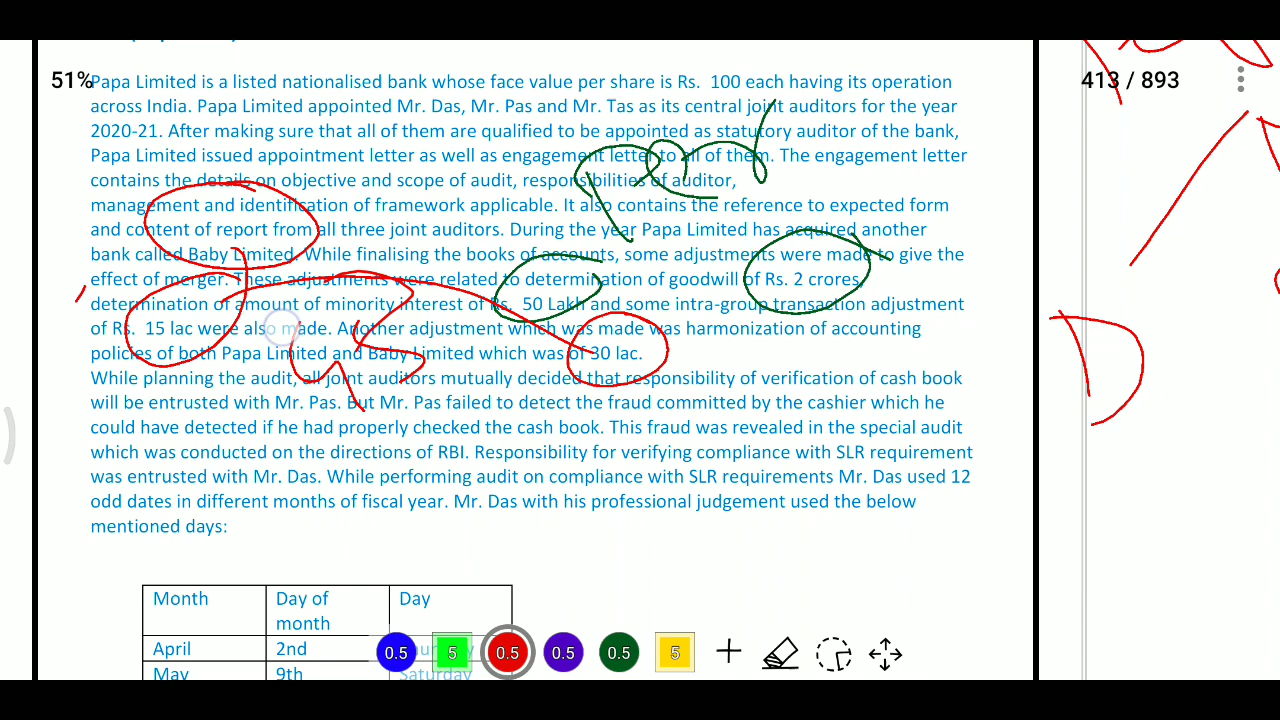 51%
413 / 893
Papa Limited is a listed nationalised bank whose face value per share is Rs.  100 each having its operation
across India. Papa Limited appointed Mr. Das, Mr. Pas and Mr. Tas as its central joint auditors for the year
2020-21. After making sure that all of them are qualified to be appointed as statutory auditor of the bank,
Papa Limited issued appointment letter as well as engagement letter to all of them. The engagement letter
contains the details on objective and scope of audit, responsibilities of auditor,
management and identification of framework applicable. It also contains the reference to expected form
and content of report from all three joint auditors. During the year Papa Limited has acquired another
bank called Baby Limited. While finalising the books of accounts, some adjustments were made to give the
effect of merger. These adjustments were related to determination of goodwill of Rs. 2 crores,
determination of amount of minority interest of Rs.  50 Lakh and some intra-group transaction adjustment
of Rs.  15 lac were also made. Another adjustment which was made was harmonization of accounting
policies of both Papa Limited and Baby Limited which was of 30 lac.
While planning the audit, all joint auditors mutually decided that responsibility of verification of cash book
will be entrusted with Mr. Pas. But Mr. Pas failed to detect the fraud committed by the cashier which he
could have detected if he had properly checked the cash book. This fraud was revealed in the special audit
which was conducted on the directions of RBI. Responsibility for verifying compliance with SLR requirement
was entrusted with Mr. Das. While performing audit on compliance with SLR requirements Mr. Das used 12
odd dates in different months of fiscal year. Mr. Das with his professional judgement used the below
mentioned days:
Month Day of month Day
April 2nd
May 9th Saturday
0.5 5 0.5 0.5 0.5 5